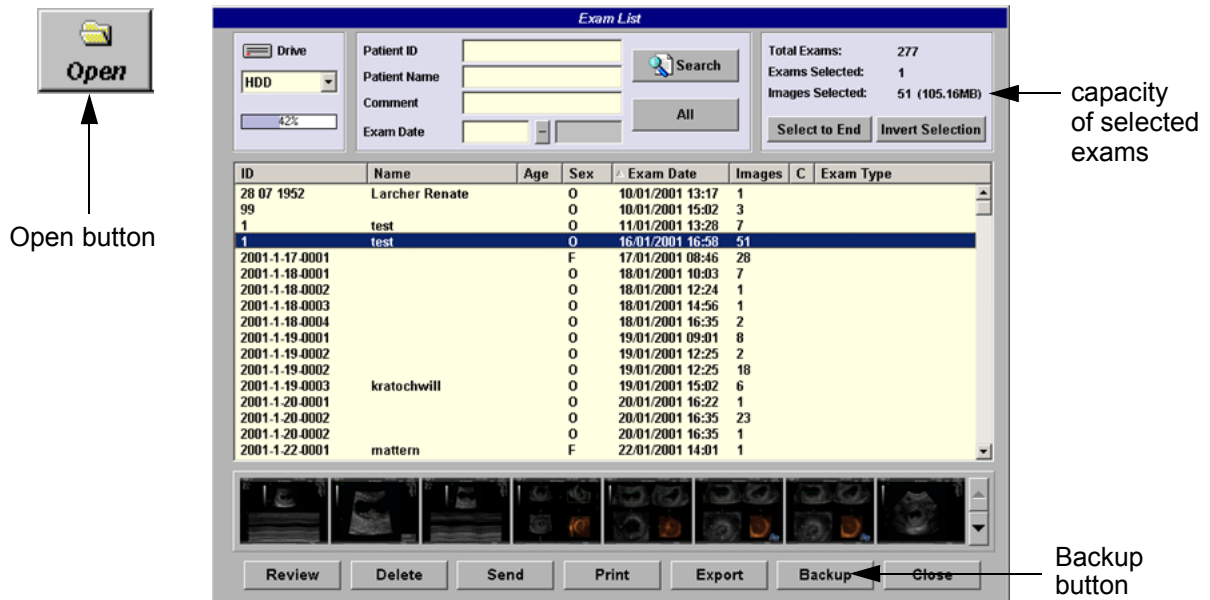 Open
Open button
Exam List
Drive
HDD
42%
Patient ID
Patient Name
Comment
Exam Date
Search
All
Total Exams: 277
Exams Selected: 1
Images Selected: 51 (105.16MB)
Select to End Invert Selection
capacity
of selected
exams
ID Name Age Sex Exam Date Images C Exam Type
28 07 1952 Larcher Renate O 10/01/2001 13:17 1
99 O 10/01/2001 15:02 3
1 test O 11/01/2001 13:28 7
1 test O 16/01/2001 16:58 51
2001-1-17-0001 F 17/01/2001 08:46 28
2001-1-18-0001 O 18/01/2001 10:03 7
2001-1-18-0002 O 18/01/2001 12:24 1
2001-1-18-0003 O 18/01/2001 14:56 1
2001-1-18-0004 O 18/01/2001 16:35 2
2001-1-19-0001 O 19/01/2001 09:01 8
2001-1-19-0002 O 19/01/2001 12:25 2
2001-1-19-0002 O 19/01/2001 12:25 18
2001-1-19-0003 kratochwill O 19/01/2001 15:02 6
2001-1-20-0001 O 20/01/2001 16:22 1
2001-1-20-0002 O 20/01/2001 16:35 23
2001-1-20-0002 O 20/01/2001 16:35 1
2001-1-22-0001 mattern F 22/01/2001 14:01 1
Review Delete Send Print Export Backup Close
Backup
button